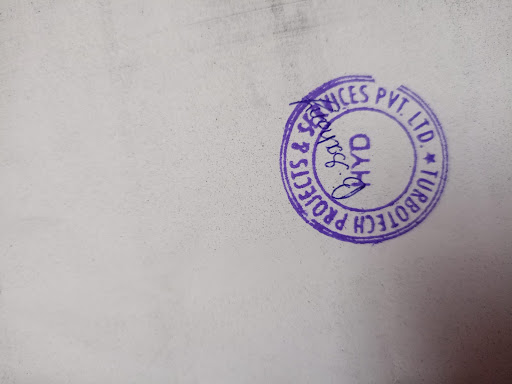 ★ TURBOTECH PROJECTS & SERVICES PVT. LTD.
HYD